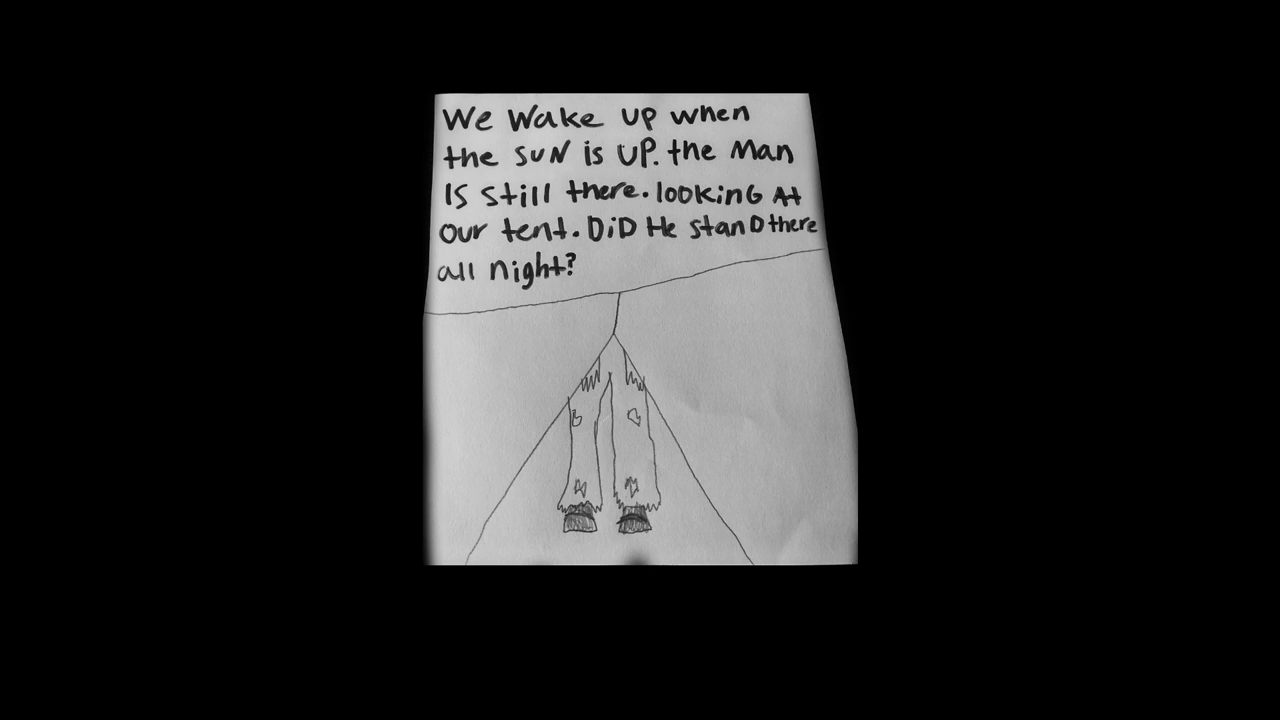 We Wake up when
the SUN is UP. the Man
IS Still there. lookinG At
our tent. DiD He stanD there
all night?